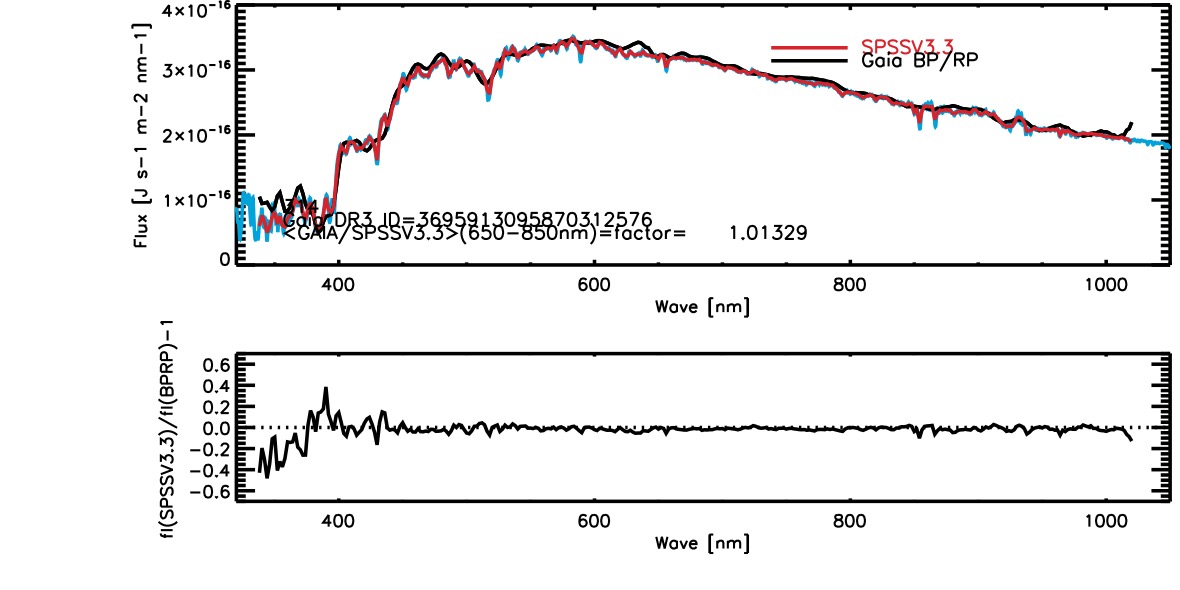 4×10−16
3×10−16
2×10−16
1×10−16
0
Flux [J s−1 m−2 nm−1]
SPSSV3.3
Gaia BP/RP
314
Gaia DR3 ID=3695913095870312576
<GAIA/SPSSV3.3>(650−850nm)=factor= 1.01329
400 600 800 1000
Wave [nm]
fl(SPSSV3.3)/fl(BPRP)−1
0.6
0.4
0.2
0.0
−0.2
−0.4
−0.6
400 600 800 1000
Wave [nm]